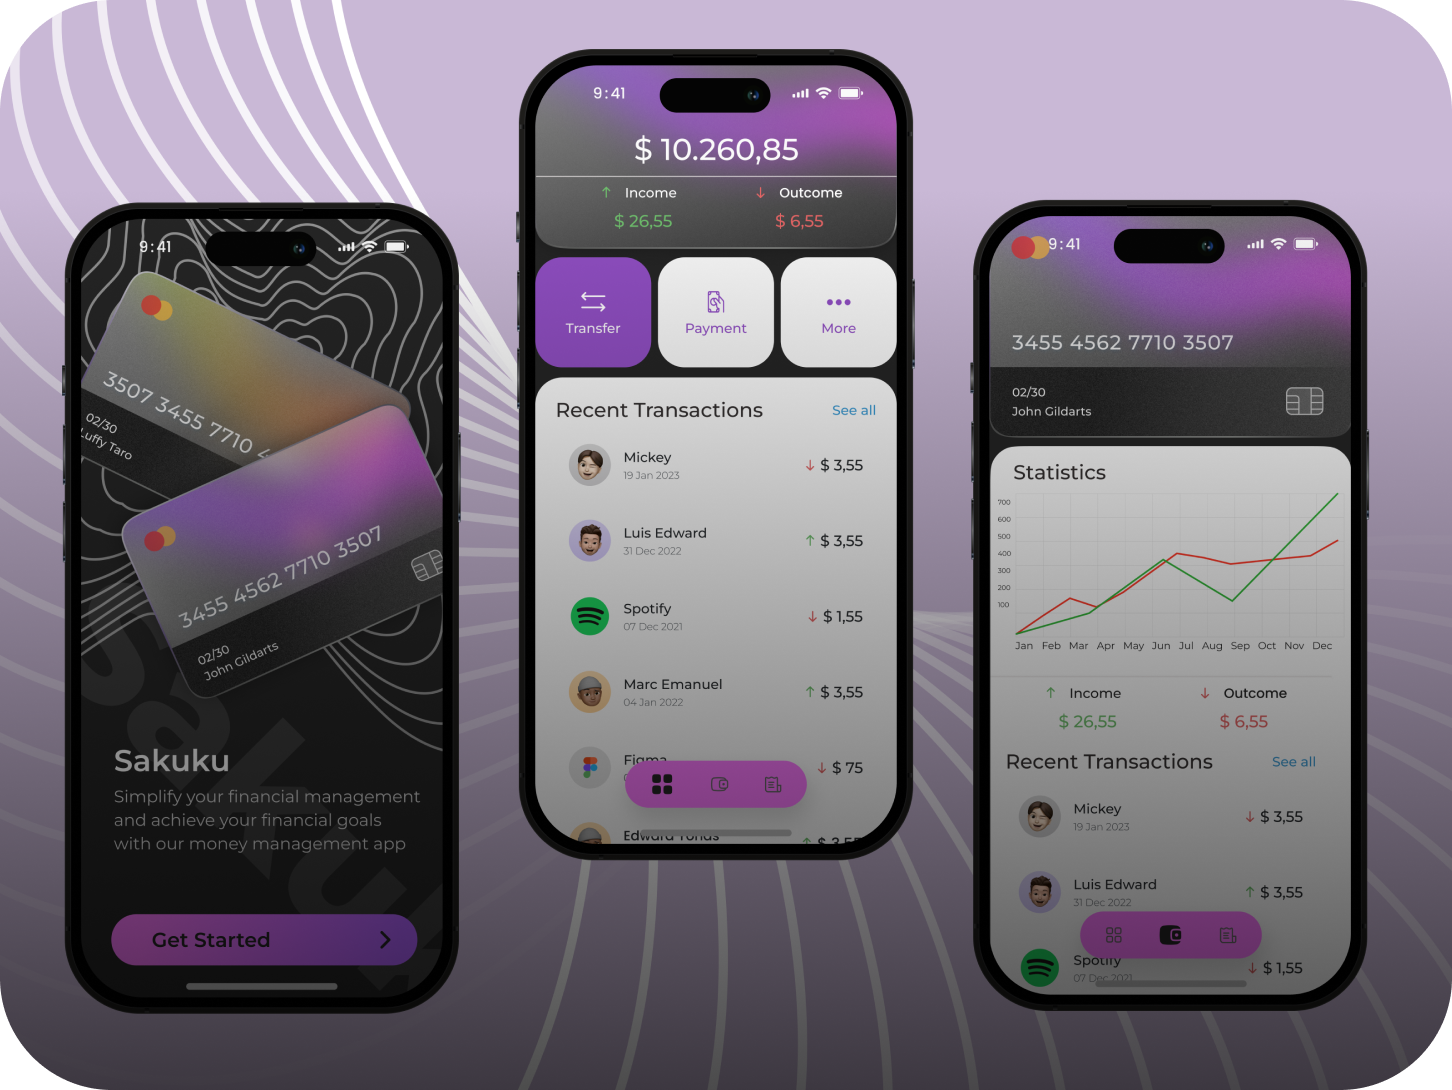 9:41
3507 3455 7710 4
02/30
Luffy Taro
3455 4562 7710 3507
02/30
John Gildarts
Sakuku
Sakuku
Simplify your financial management
and achieve your financial goals
with our money management app
Get Started
9:41
$ 10.260,85
Income
Outcome
$ 26,55
$ 6,55
Transfer
Payment
More
Recent Transactions
See all
Mickey
19 Jan 2023
$ 3,55
Luis Edward
31 Dec 2022
$ 3,55
Spotify
07 Dec 2021
$ 1,55
Marc Emanuel
04 Jan 2022
$ 3,55
Figma
$ 75
Edward Yonds
$ 3,55
9:41
3455 4562 7710 3507
02/30
John Gildarts
Statistics
700
600
500
400
300
200
100
Jan Feb Mar Apr May Jun Jul Aug Sep Oct Nov Dec
Income
Outcome
$ 26,55
$ 6,55
Recent Transactions
See all
Mickey
19 Jan 2023
$ 3,55
Luis Edward
31 Dec 2022
$ 3,55
Spotify
07 Dec 2021
$ 1,55